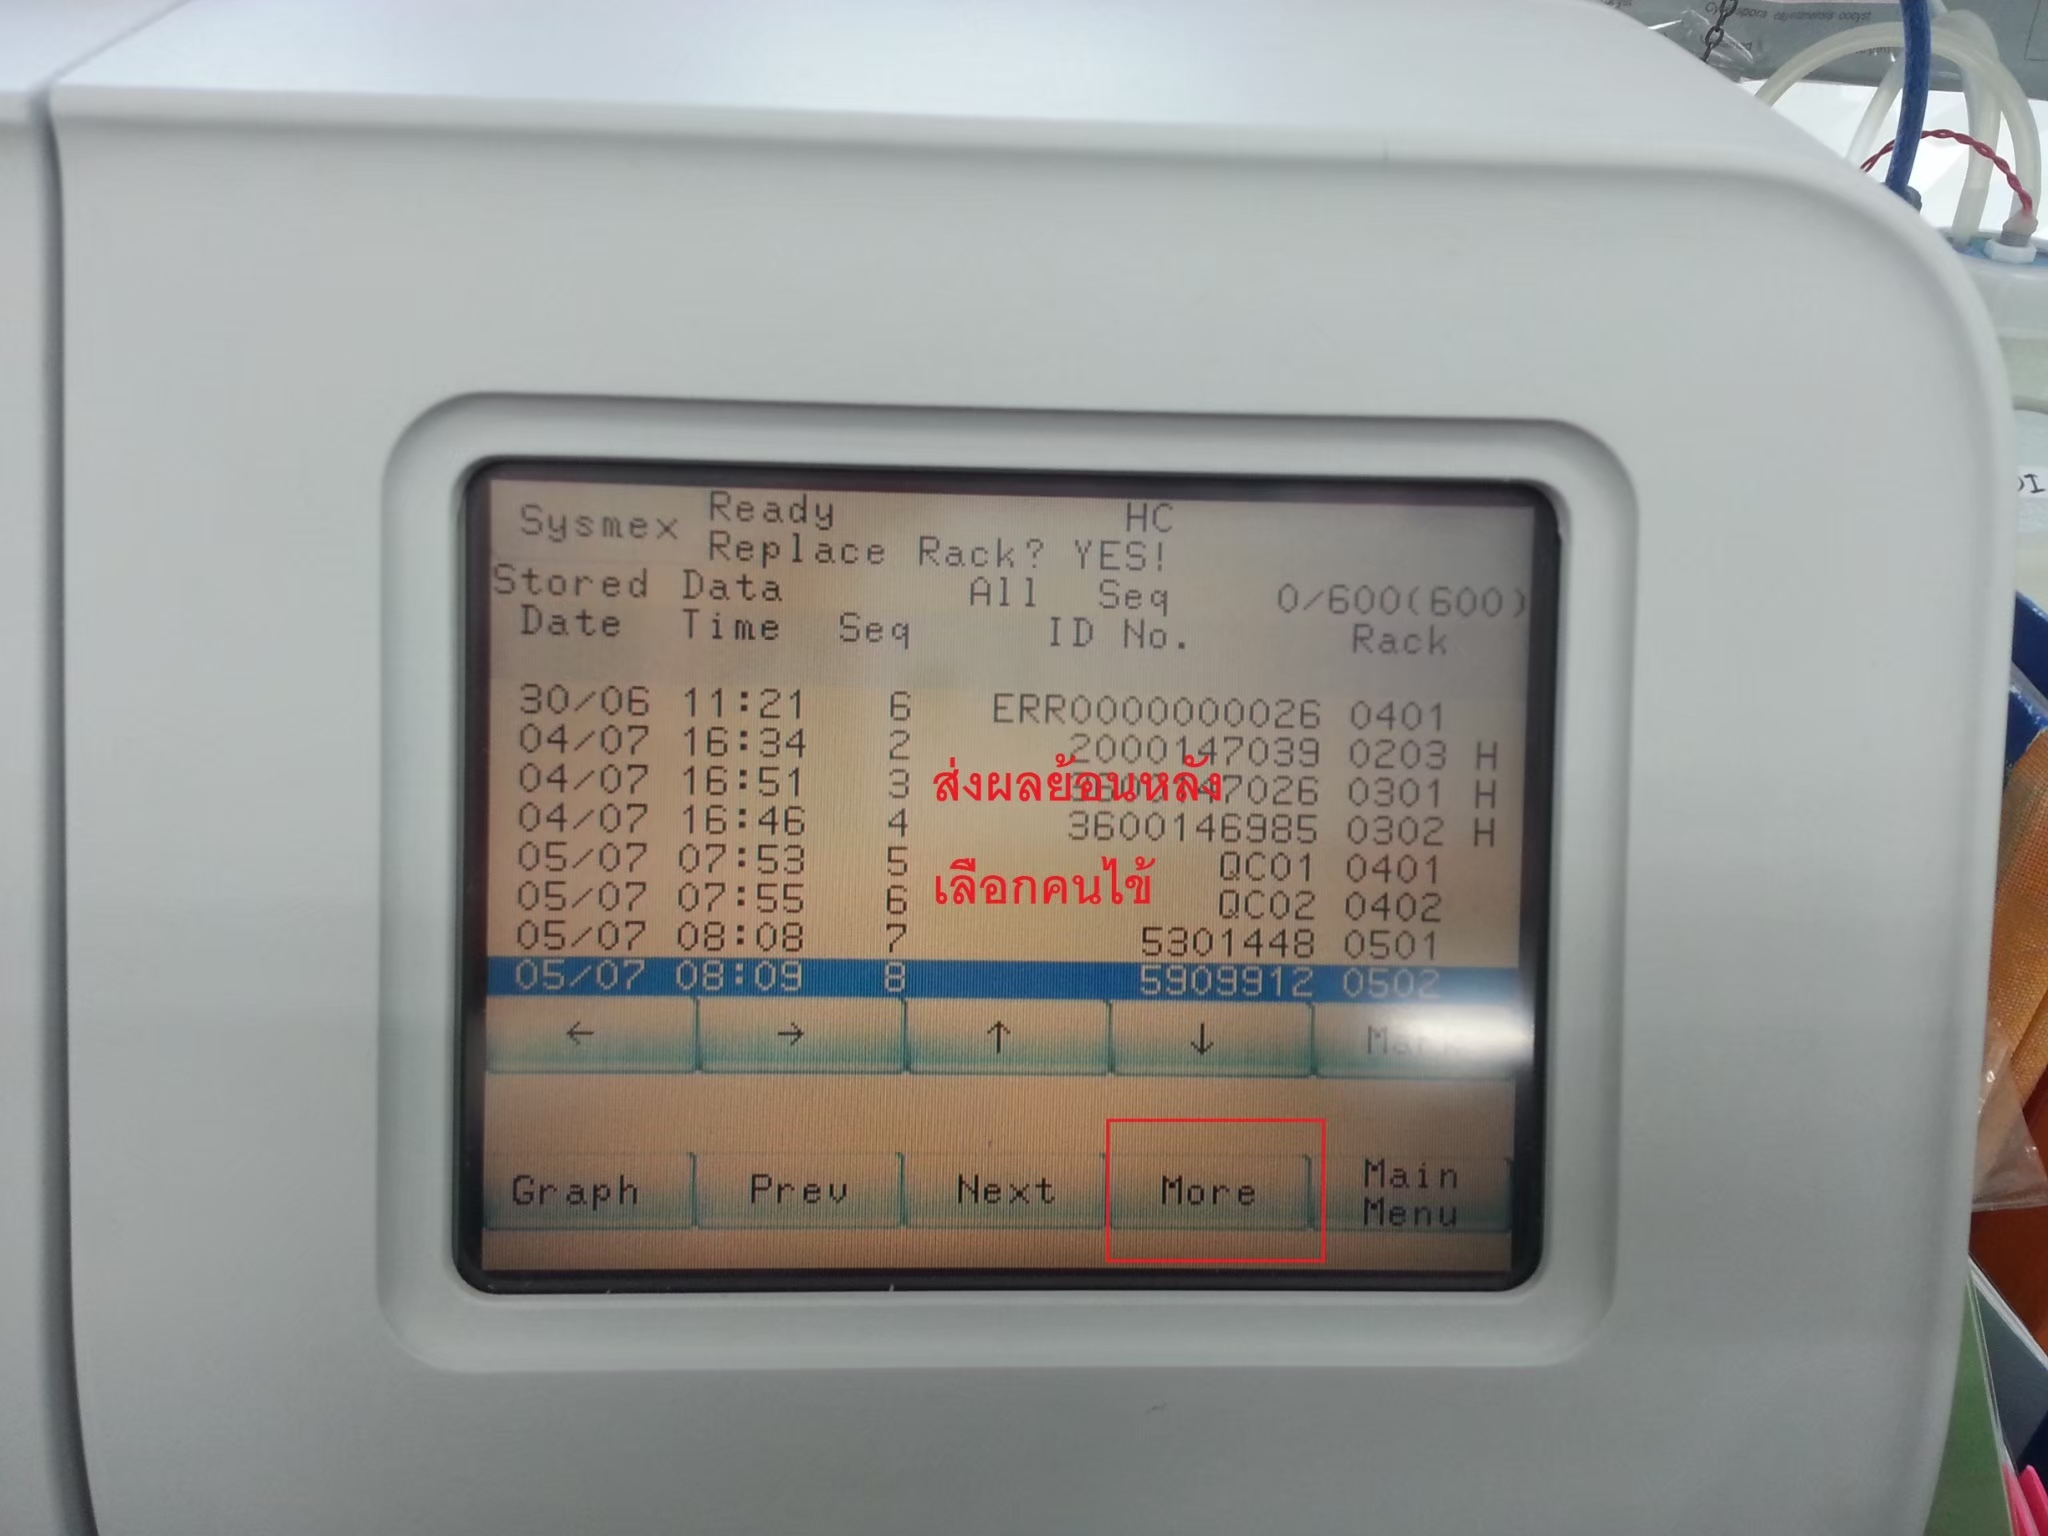 Cyclospora cayetanensis oocyst
Sysmex Ready HC
Replace Rack? YES!
Stored Data All Seq 0/600(600)
Date Time Seq ID No. Rack
30/06 11:21 6 ERR0000000026 0401
04/07 16:34 2 2000147039 0203 H
ส่งผลย้อนหลัง
04/07 16:51 3 3600147026 0301 H
04/07 16:46 4 3600146985 0302 H
05/07 07:53 5 QC01 0401
เลือกคนไข้
05/07 07:55 6 QC02 0402
05/07 08:08 7 5301448 0501
05/07 08:09 8 5909912 0502
← → ↑ ↓ Mark
Graph Prev Next More Main Menu